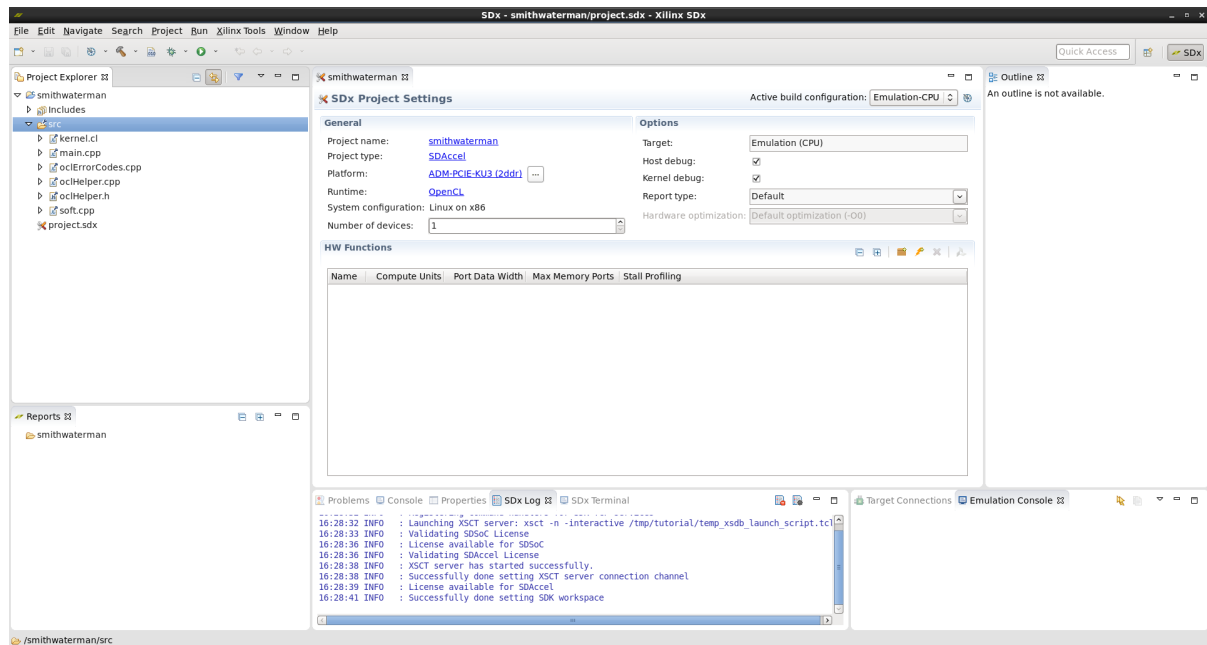 SDx - smithwaterman/project.sdx - Xilinx SDx
File Edit Navigate Search Project Run Xilinx Tools Window Help
Quick Access
SDx
Project Explorer
smithwaterman
Includes
src
kernel.cl
main.cpp
oclErrorCodes.cpp
oclHelper.cpp
oclHelper.h
soft.cpp
project.sdx
Reports
smithwaterman
smithwaterman
SDx Project Settings
Active build configuration: Emulation-CPU
General
Project name: smithwaterman
Project type: SDAccel
Platform: ADM-PCIE-KU3 (2ddr) ...
Runtime: OpenCL
System configuration: Linux on x86
Number of devices: 1
Options
Target: Emulation (CPU)
Host debug:
Kernel debug:
Report type: Default
Hardware optimization: Default optimization (-O0)
HW Functions
Name Compute Units Port Data Width Max Memory Ports Stall Profiling
Outline
An outline is not available.
Problems Console Properties SDx Log SDx Terminal
16:28:32 INFO : Launching XSCT server: xsct -n -interactive /tmp/tutorial/temp_xsdb_launch_script.tcl
16:28:33 INFO : Validating SDSoC License
16:28:36 INFO : License available for SDSoC
16:28:36 INFO : Validating SDAccel License
16:28:38 INFO : XSCT server has started successfully.
16:28:38 INFO : Successfully done setting XSCT server connection channel
16:28:39 INFO : License available for SDAccel
16:28:41 INFO : Successfully done setting SDK workspace
Target Connections Emulation Console
/smithwaterman/src